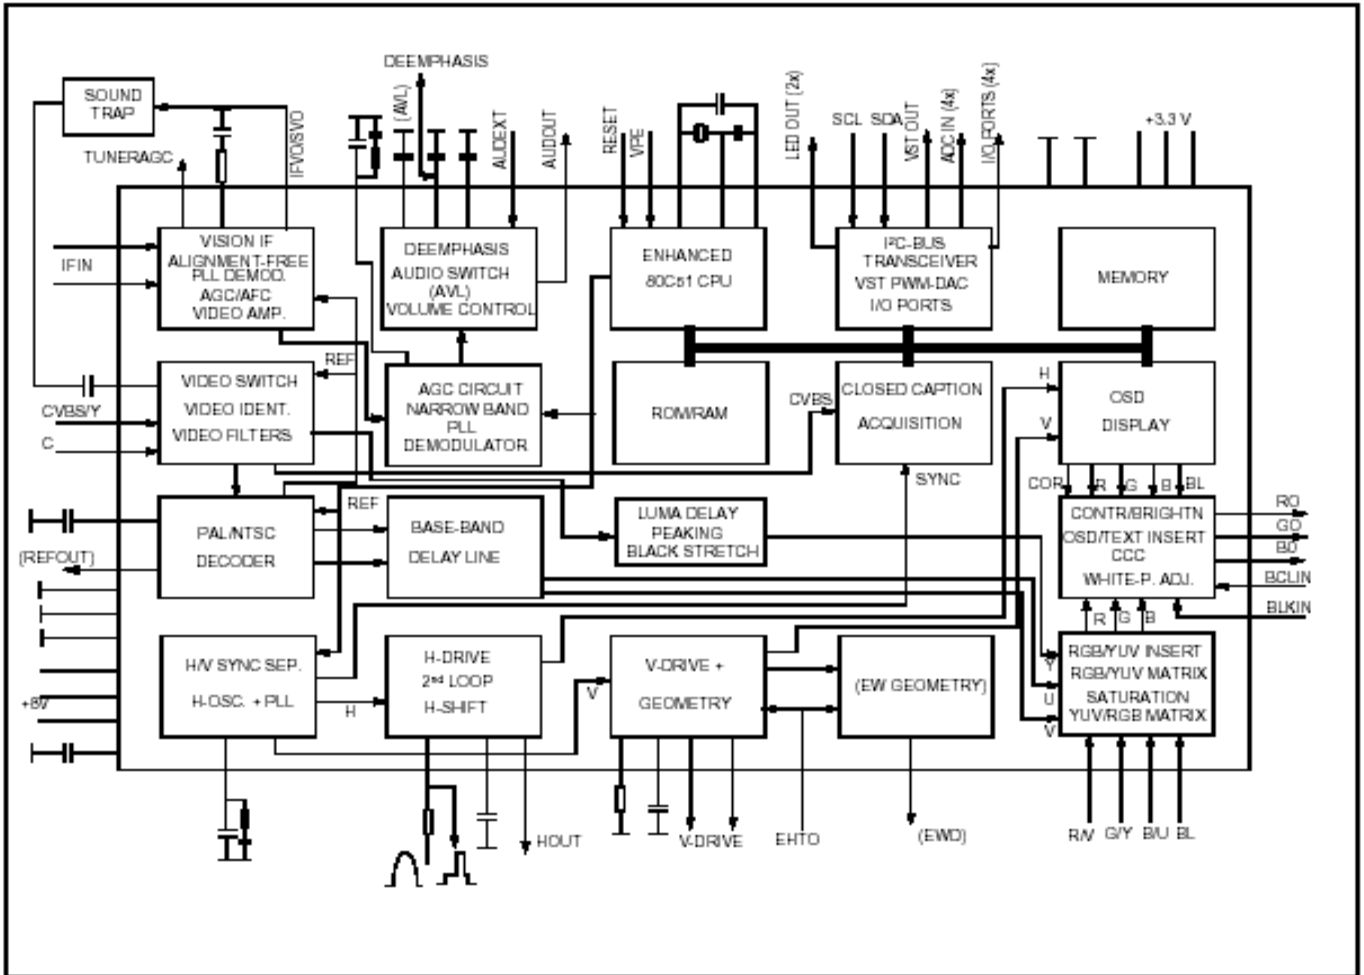 DEEMPHASIS
SOUND
TRAP
(AVL)
TUNERAGC
IFVO/SVO
AUDEXT
AUDOUT
RESET
VPE
LED OUT (2x)
SCL SDA
VST OUT
ADC IN (4x)
I/O PORTS (4x)
+3.3 V
IFIN
VISION IF
ALIGNMENT-FREE
PLL DEMOD.
AGC/AFC
VIDEO AMP.
DEEMPHASIS
AUDIO SWITCH
(AVL)
VOLUME CONTROL
ENHANCED
80C51 CPU
I²C-BUS
TRANSCEIVER
VST PWM-DAC
I/O PORTS
MEMORY
REF
CVBS/Y
C
VIDEO SWITCH
VIDEO IDENT.
VIDEO FILTERS
AGC CIRCUIT
NARROW BAND
PLL
DEMODULATOR
ROM/RAM
CVBS
CLOSED CAPTION
ACQUISITION
SYNC
H
V
OSD
DISPLAY
COR R G B BL
(REFOUT)
PAL/NTSC
DECODER
REF
BASE-BAND
DELAY LINE
LUMA DELAY
PEAKING
BLACK STRETCH
CONTR/BRIGHTN
OSD/TEXT INSERT
CCC
WHITE-P. ADJ.
RO
GO
BO
BCLIN
BLKIN
R G B
+8V
H/V SYNC SEP.
H-OSC. + PLL
H
H-DRIVE
2nd LOOP
H-SHIFT
V
V-DRIVE +
GEOMETRY
(EW GEOMETRY)
Y
U
V
RGB/YUV INSERT
RGB/YUV MATRIX
SATURATION
YUV/RGB MATRIX
HOUT
V-DRIVE
EHTO
(EWD)
R/V G/Y B/U BL